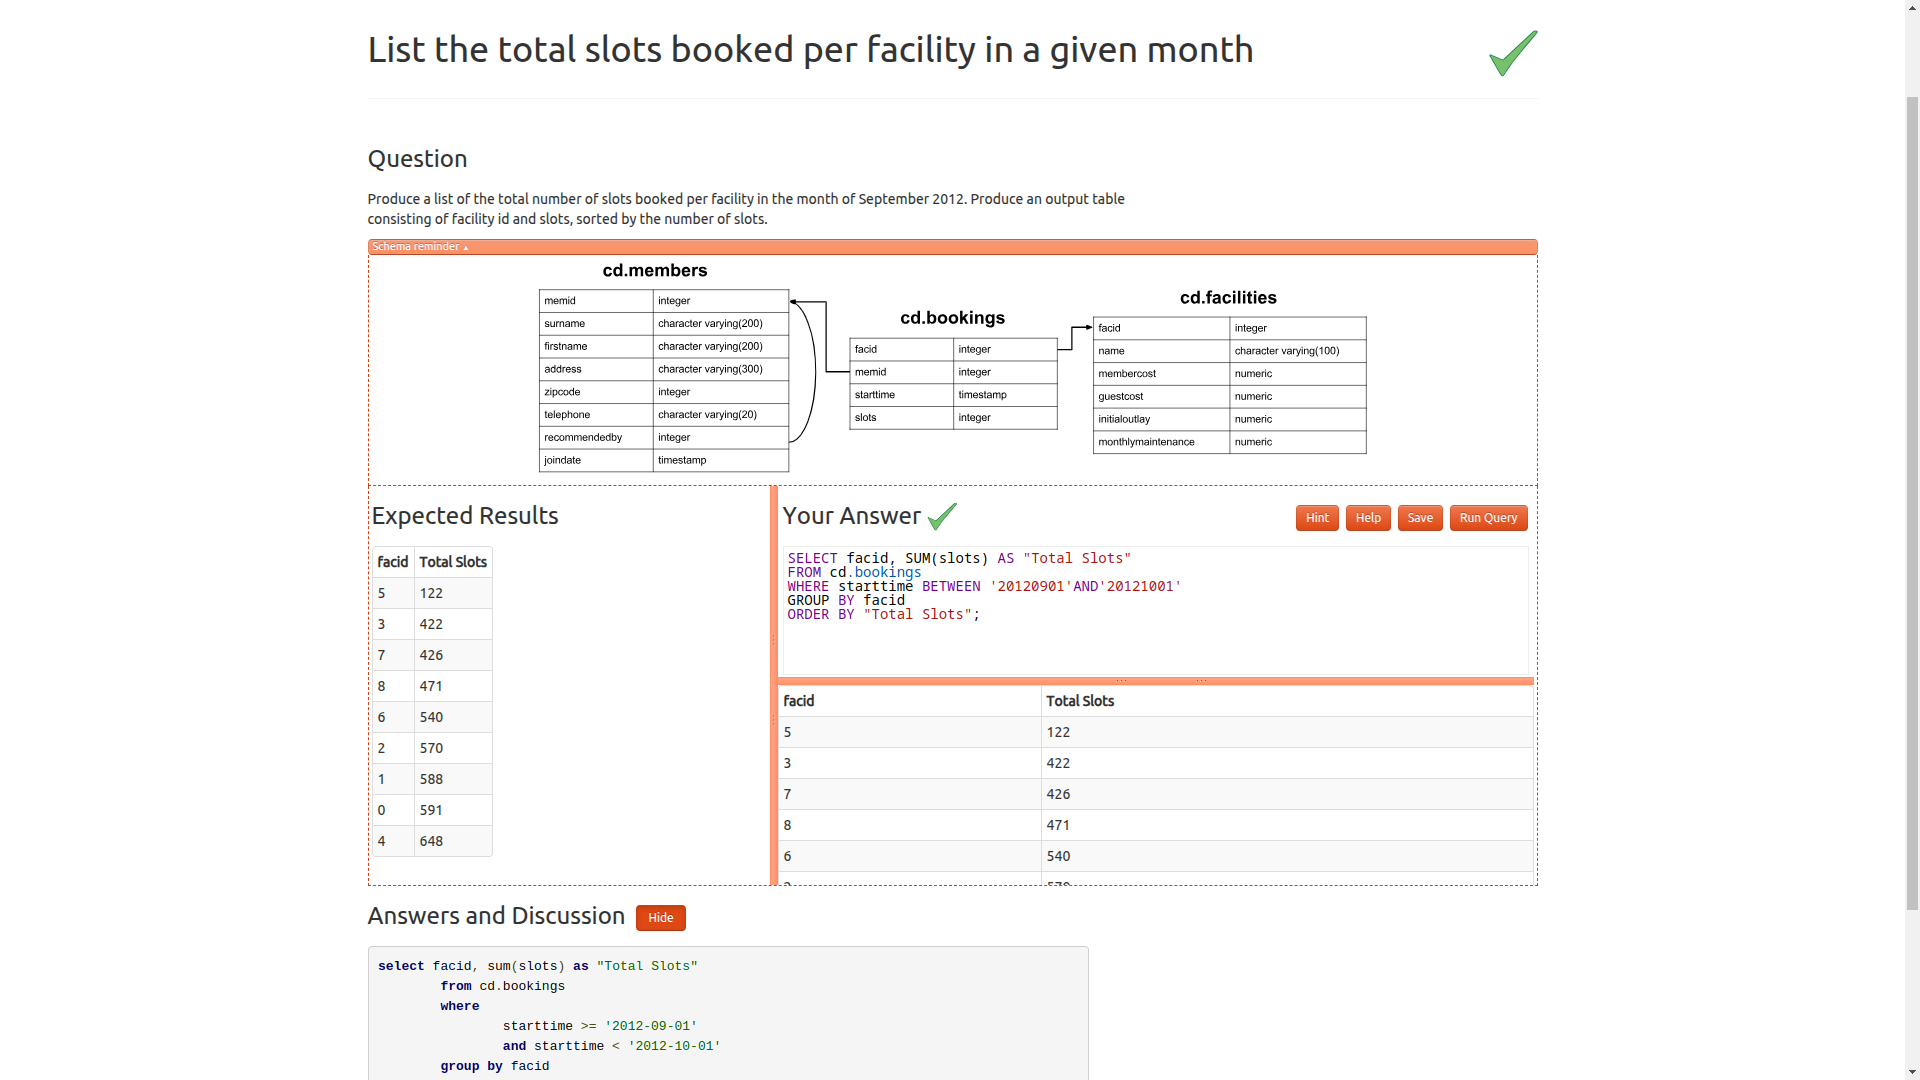 List the total slots booked per facility in a given month
Question
Produce a list of the total number of slots booked per facility in the month of September 2012. Produce an output table
consisting of facility id and slots, sorted by the number of slots.
Schema reminder ▲
cd.members
memid integer
surname character varying(200)
firstname character varying(200)
address character varying(300)
zipcode integer
telephone character varying(20)
recommendedby integer
joindate timestamp
cd.bookings
facid integer
memid integer
starttime timestamp
slots integer
cd.facilities
facid integer
name character varying(100)
membercost numeric
guestcost numeric
initialoutlay numeric
monthlymaintenance numeric
Expected Results
facid Total Slots
5 122
3 422
7 426
8 471
6 540
2 570
1 588
0 591
4 648
Your Answer
Hint Help Save Run Query
SELECT facid, SUM(slots) AS "Total Slots"
FROM cd.bookings
WHERE starttime BETWEEN '20120901'AND'20121001'
GROUP BY facid
ORDER BY "Total Slots";
facid Total Slots
5 122
3 422
7 426
8 471
6 540
Answers and Discussion Hide
select facid, sum(slots) as "Total Slots"
from cd.bookings
where
starttime >= '2012-09-01'
and starttime < '2012-10-01'
group by facid